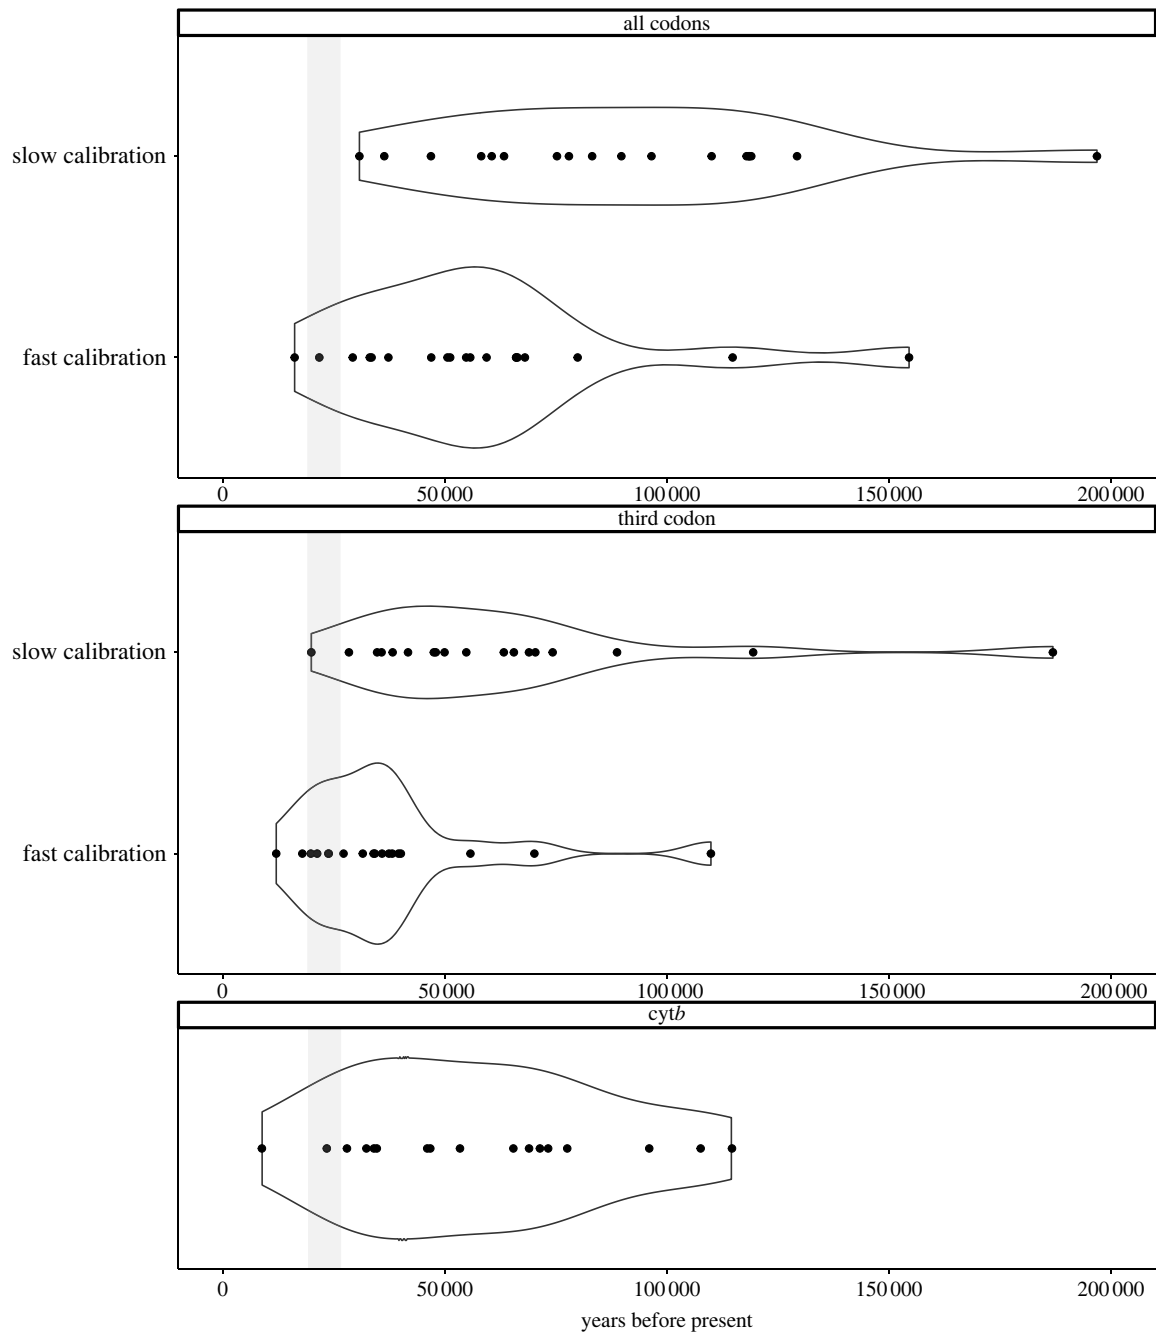 all codons
slow calibration
fast calibration
0 50 000 100 000 150 000 200 000
third codon
slow calibration
fast calibration
0 50 000 100 000 150 000 200 000
cytb
0 50 000 100 000 150 000 200 000
years before present